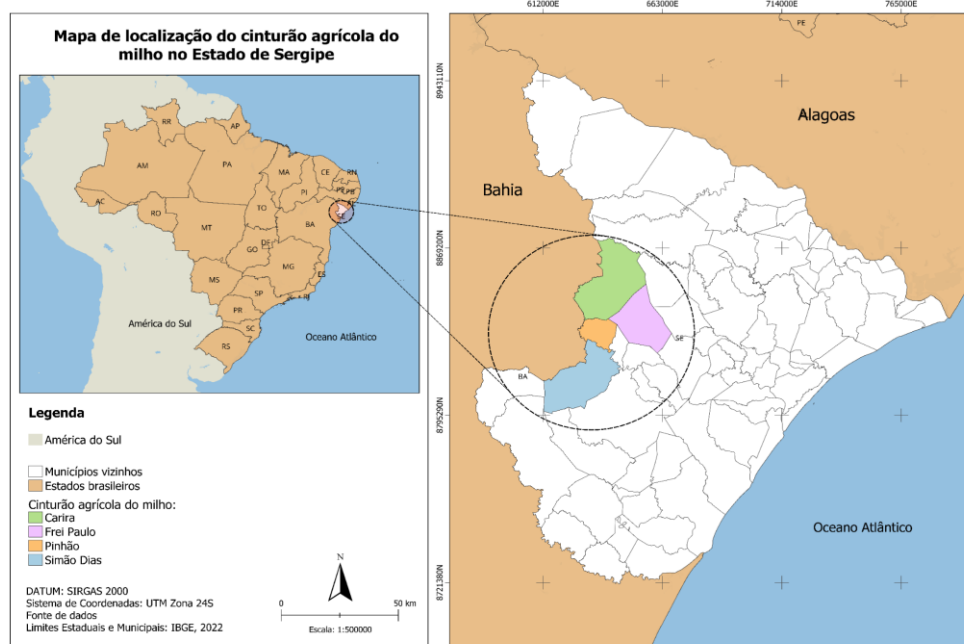 Mapa de localização do cinturão agrícola do
milho no Estado de Sergipe
RR
AP
AM
PA
MA
CE
RN
PB
PI
AC
RO
TO
BA
MT
DF
GO
MG
ES
MS
SP
RJ
PR
SC
RS
América do Sul
Oceano Atlântico
Legenda
América do Sul
Municípios vizinhos
Estados brasileiros
Cinturão agrícola do milho:
Carira
Frei Paulo
Pinhão
Simão Dias
DATUM: SIRGAS 2000
Sistema de Coordenadas: UTM Zona 24S
Fonte de dados
Limites Estaduais e Municipais: IBGE, 2022
N
0 50 km
Escala: 1:500000
612000E 663000E 714000E 765000E
8943110N
8869200N
8795290N
8721380N
PE
Alagoas
Bahia
SE
BA
Oceano Atlântico